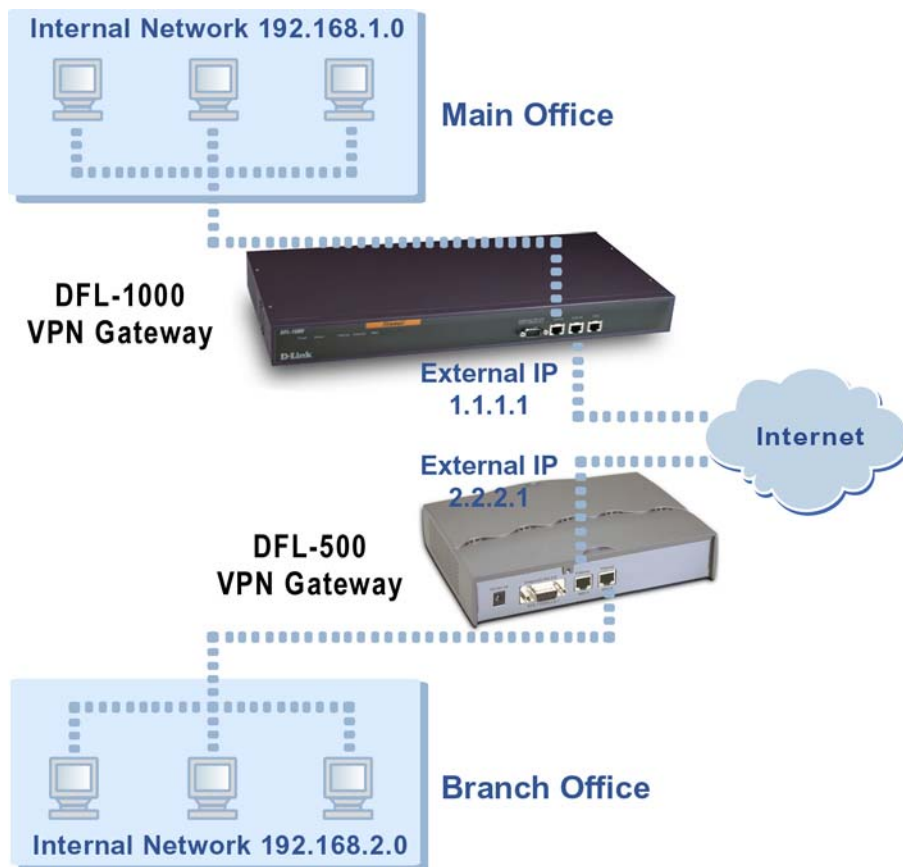 Internal Network 192.168.1.0
Main Office
DFL-1000
VPN Gateway
D-Link
External IP
1.1.1.1
Internet
External IP
2.2.2.1
DFL-500
VPN Gateway
Branch Office
Internal Network 192.168.2.0